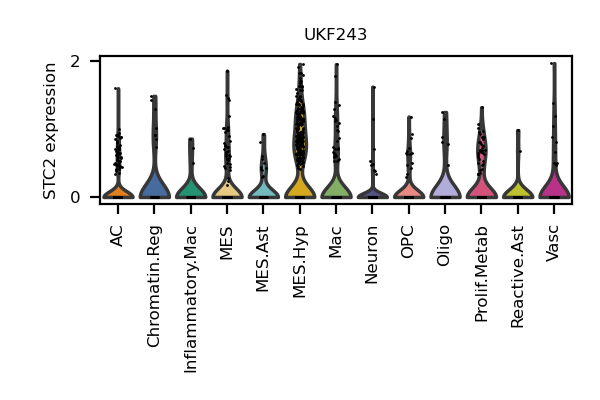 UKF243
STC2 expression
2
0
AC
Chromatin.Reg
Inflammatory.Mac
MES
MES.Ast
MES.Hyp
Mac
Neuron
OPC
Oligo
Prolif.Metab
Reactive.Ast
Vasc